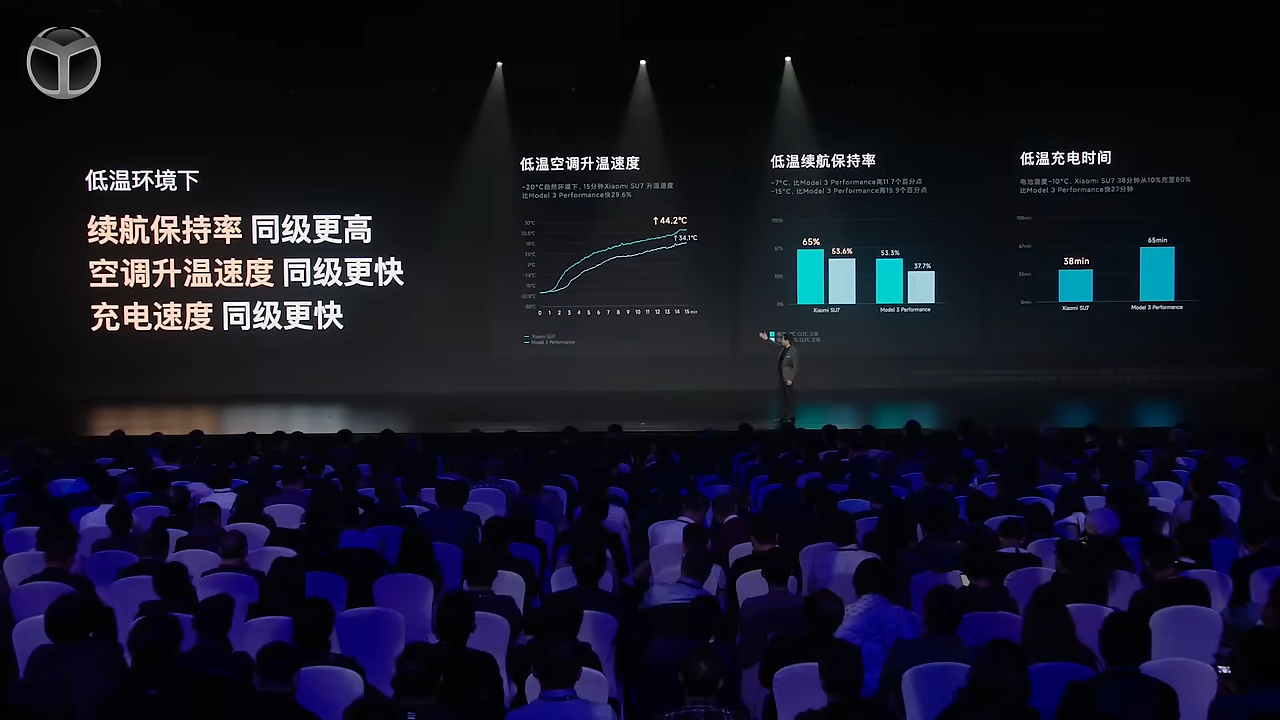 低温环境下
续航保持率 同级更高
空调升温速度 同级更快
充电速度 同级更快
低温空调升温速度
-20°C自然环境下，15分钟Xiaomi SU7 升温速度
比Model 3 Performance快29.6%
↑44.2°C
↑34.1°C
0 1 2 3 4 5 6 7 8 9 10 11 12 13 14 15 min
Xiaomi SU7
Model 3 Performance
低温续航保持率
-7°C，比Model 3 Performance高11.7个百分点
-15°C，比Model 3 Performance高15.9个百分点
65%
53.6%
53.3%
37.7%
Xiaomi SU7
Model 3 Performance
低温充电时间
电池温度-10°C，Xiaomi SU7 38分钟从10%充至80%
比Model 3 Performance快27分钟
38min
65min
Xiaomi SU7
Model 3 Performance